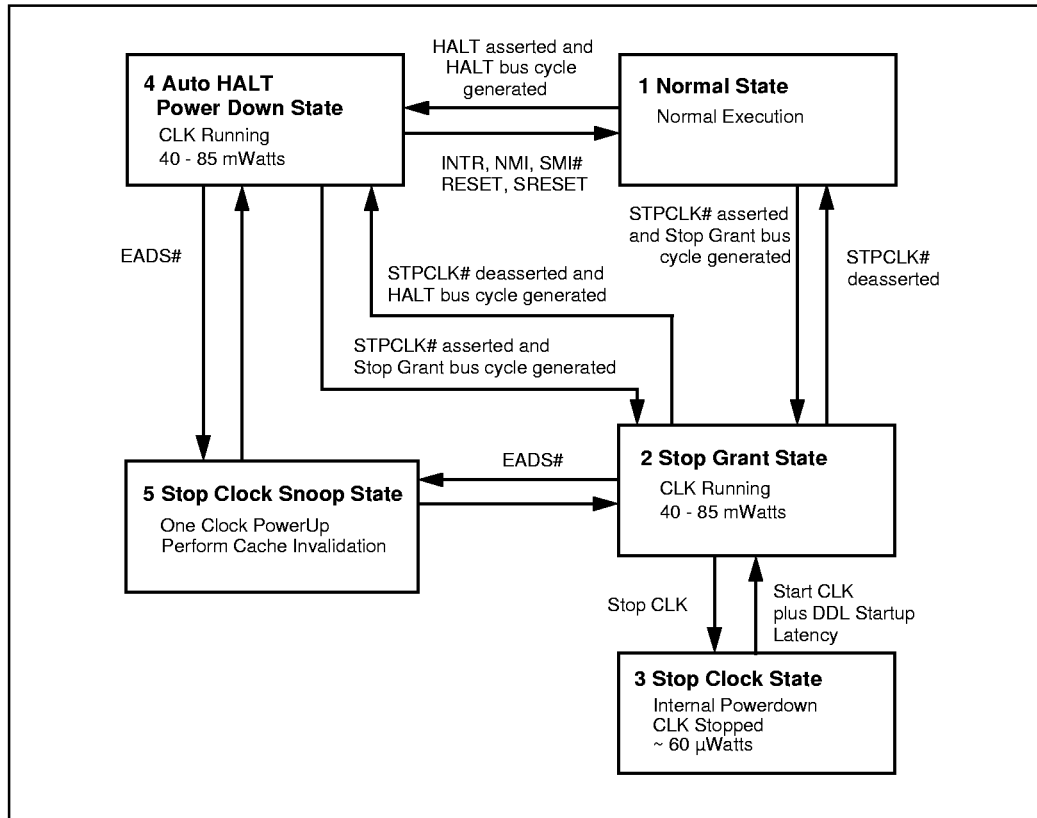 HALT asserted and
HALT bus cycle
generated
4 Auto HALT
Power Down State
CLK Running
40 - 85 mWatts
1 Normal State
Normal Execution
INTR, NMI, SMI#
RESET, SRESET
EADS#
STPCLK# asserted
and Stop Grant bus
cycle generated
STPCLK#
deasserted
STPCLK# deasserted and
HALT bus cycle generated
STPCLK# asserted and
Stop Grant bus cycle generated
5 Stop Clock Snoop State
One Clock PowerUp
Perform Cache Invalidation
EADS#
2 Stop Grant State
CLK Running
40 - 85 mWatts
Stop CLK
Start CLK
plus DDL Startup
Latency
3 Stop Clock State
Internal Powerdown
CLK Stopped
~ 60 µWatts